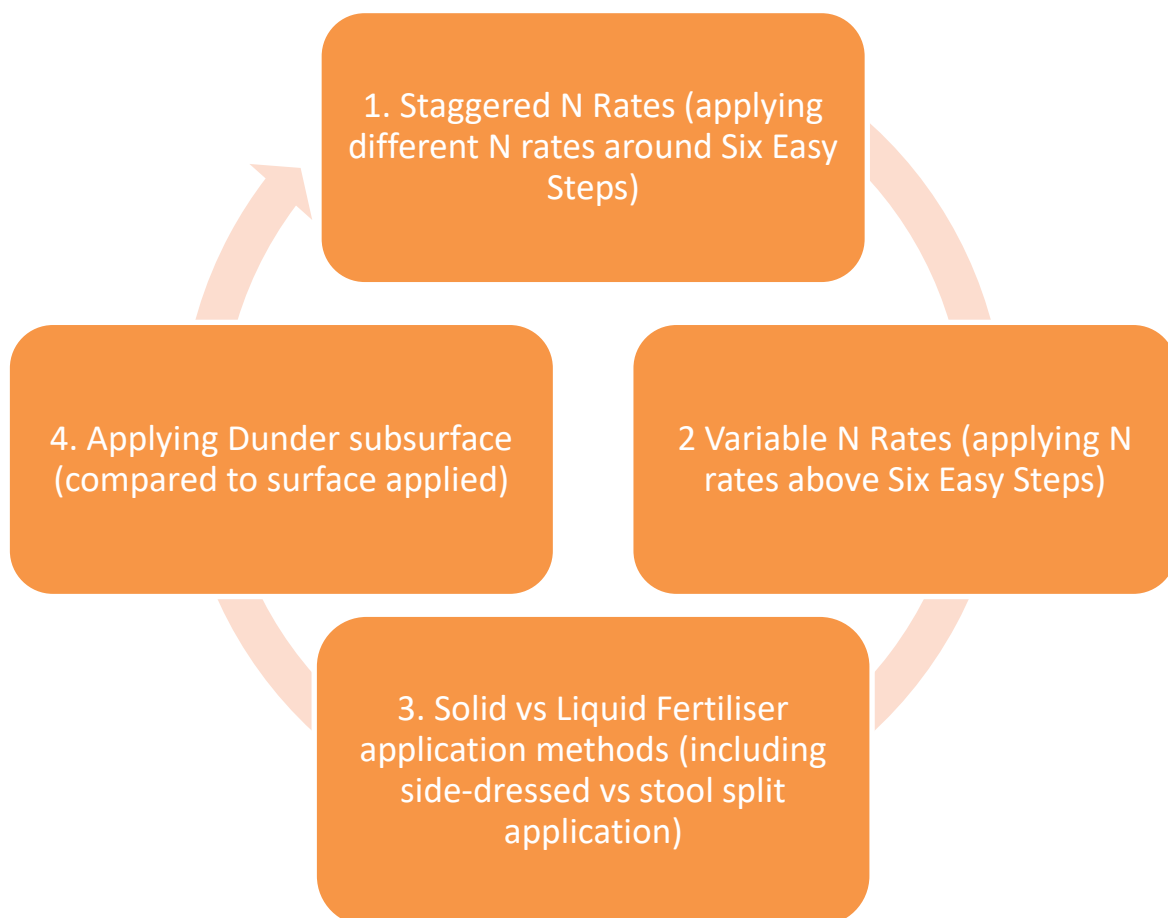 1. Staggered N Rates (applying
different N rates around Six Easy
Steps)
2 Variable N Rates (applying N
rates above Six Easy Steps)
3. Solid vs Liquid Fertiliser
application methods (including
side-dressed vs stool split
application)
4. Applying Dunder subsurface
(compared to surface applied)